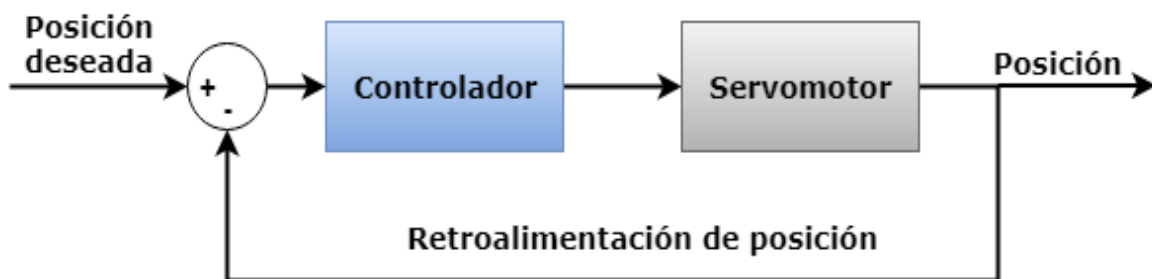 Posición
deseada
+
-
Controlador
Servomotor
Posición
Retroalimentación de posición